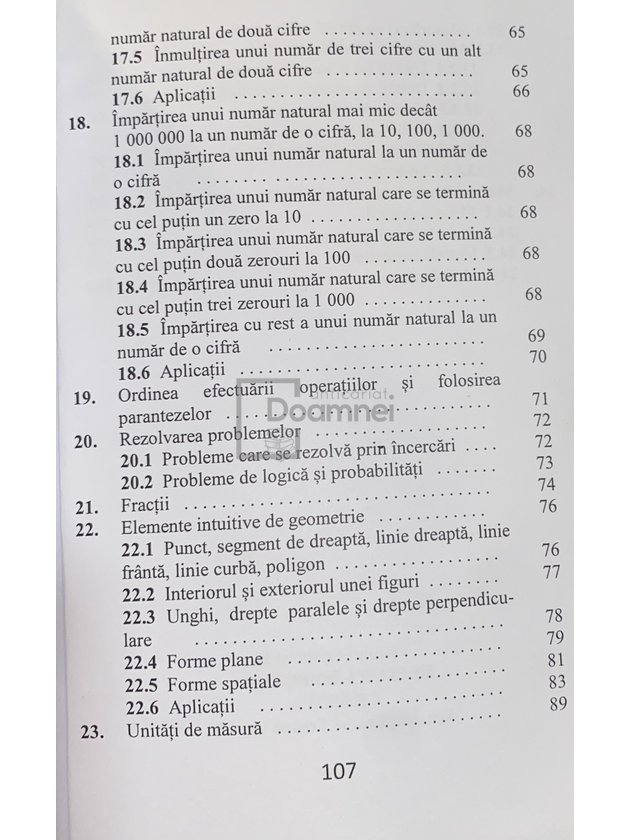 număr natural de două cifre ................. 65
17.5 Înmulțirea unui număr de trei cifre cu un alt
număr natural de două cifre ................. 65
17.6 Aplicații ........................... 66
18. Împărțirea unui număr natural mai mic decât
1 000 000 la un număr de o cifră, la 10, 100, 1 000. 68
18.1 Împărțirea unui număr natural la un număr de
o cifră ............................... 68
18.2 Împărțirea unui număr natural care se termină
cu cel puțin un zero la 10 ................... 68
18.3 Împărțirea unui număr natural care se termină
cu cel puțin două zerouri la 100 .............. 68
18.4 Împărțirea unui număr natural care se termină
cu cel puțin trei zerouri la 1 000 .............. 68
18.5 Împărțirea cu rest a unui număr natural la un
număr de o cifră ......................... 69
18.6 Aplicații ............................ 70
19. Ordinea efectuării operațiilor și folosirea
parantezelor ............................... 71
20. Rezolvarea problemelor .................... 72
20.1 Probleme care se rezolvă prin încercări .... 72
20.2 Probleme de logică și probabilități ........ 73
21. Fracții ................................... 74
22. Elemente intuitive de geometrie ............ 76
22.1 Punct, segment de dreaptă, linie dreaptă, linie
frântă, linie curbă, poligon .................. 76
22.2 Interiorul și exteriorul unei figuri ........ 77
22.3 Unghi, drepte paralele și drepte perpendicu-
lare ................................ 78
22.4 Forme plane ........................ 79
22.5 Forme spațiale ...................... 81
22.6 Aplicații ........................... 83
23. Unități de măsură ......................... 89
107
anticariat
Doamnei